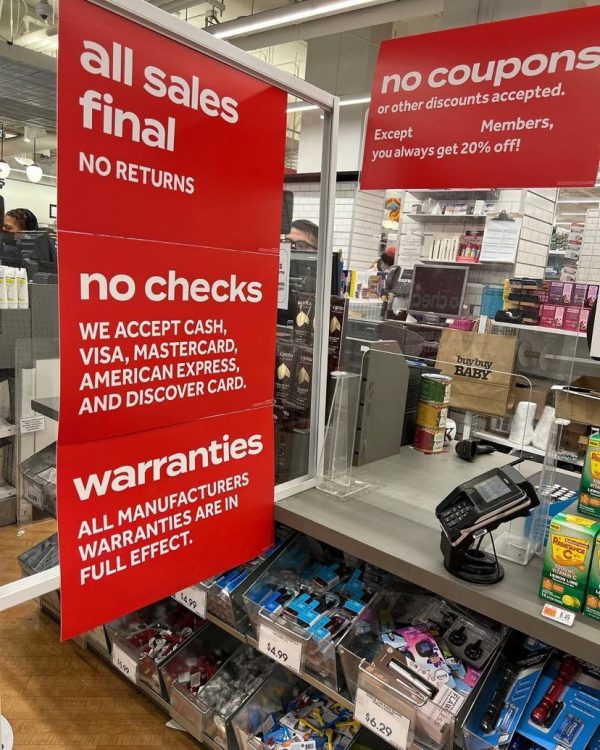 all sales
final
NO RETURNS
no checks
WE ACCEPT CASH,
VISA, MASTERCARD,
AMERICAN EXPRESS,
AND DISCOVER CARD.
warranties
ALL MANUFACTURERS
WARRANTIES ARE IN
FULL EFFECT.
no coupons
or other discounts accepted.
Except Members,
you always get 20% off!
buybuy
BABY
$4.99
$4.99
$6.29